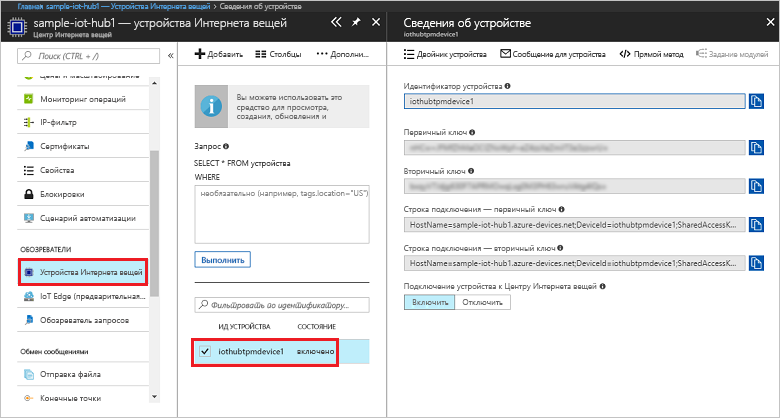 Главная sample-iot-hub1 — Устройства Интернета вещей > Сведения об устройстве
sample-iot-hub1 — устройства Интернета вещей
Центр Интернета вещей
Поиск (CTRL + /)
Цены и масштабирование
Мониторинг операций
IP-фильтр
Сертификаты
Свойства
Блокировки
Сценарий автоматизации
ОБОЗРЕВАТЕЛИ
Устройства Интернета вещей
IoT Edge (предварительная...
Обозреватель запросов
Обмен сообщениями
Отправка файла
Конечные точки
Добавить
Столбцы
Дополни...
Вы можете использовать это
средство для просмотра,
создания, обновления и
Запрос
SELECT * FROM устройства
WHERE
необязательно (например, tags.location="US")
Выполнить
Фильтровать по идентификатору...
ИД УСТРОЙСТВА
СОСТОЯНИЕ
iothubtpmdevice1
включено
Сведения об устройстве
iothubtpmdevice1
Двойник устройства
Сообщение для устройства
Прямой метод
Задание модулей
Идентификатор устройства
iothubtpmdevice1
Первичный ключ
Вторичный ключ
Строка подключения — первичный ключ
HostName=sample-iot-hub1.azure-devices.net;DeviceId=iothubtpmdevice1;SharedAccessK...
Строка подключения — вторичный ключ
HostName=sample-iot-hub1.azure-devices.net;DeviceId=iothubtpmdevice1;SharedAccessK...
Подключение устройства к Центру Интернета вещей
Включить
Отключить